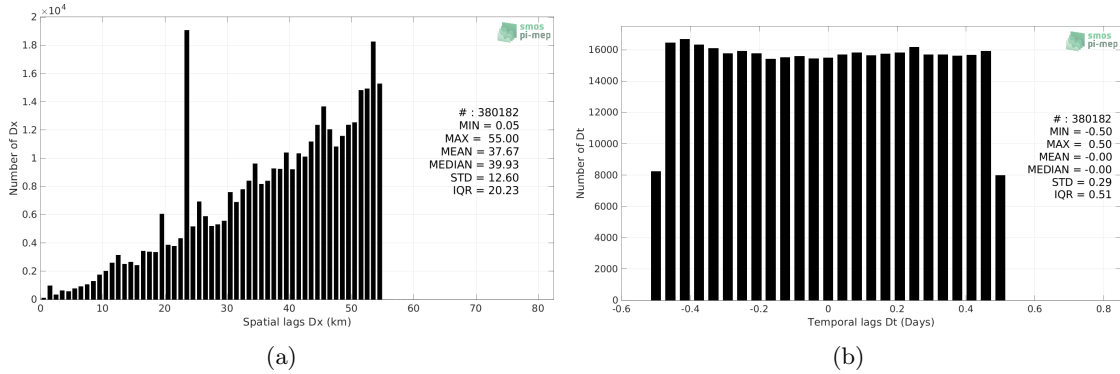 ×10⁴
2
1.8
1.6
1.4
1.2
1
0.8
0.6
0.4
0.2
0
Number of Dx
0 10 20 30 40 50 60 70 80
Spatial lags Dx (km)
smos
pi-mep
# : 380182
MIN = 0.05
MAX = 55.00
MEAN = 37.67
MEDIAN = 39.93
STD = 12.60
IQR = 20.23
(a)
16000
14000
12000
10000
8000
6000
4000
2000
0
Number of Dt
-0.6 -0.4 -0.2 0 0.2 0.4 0.6 0.8
Temporal lags Dt (Days)
smos
pi-mep
# : 380182
MIN = -0.50
MAX = 0.50
MEAN = -0.00
MEDIAN = -0.00
STD = 0.29
IQR = 0.51
(b)